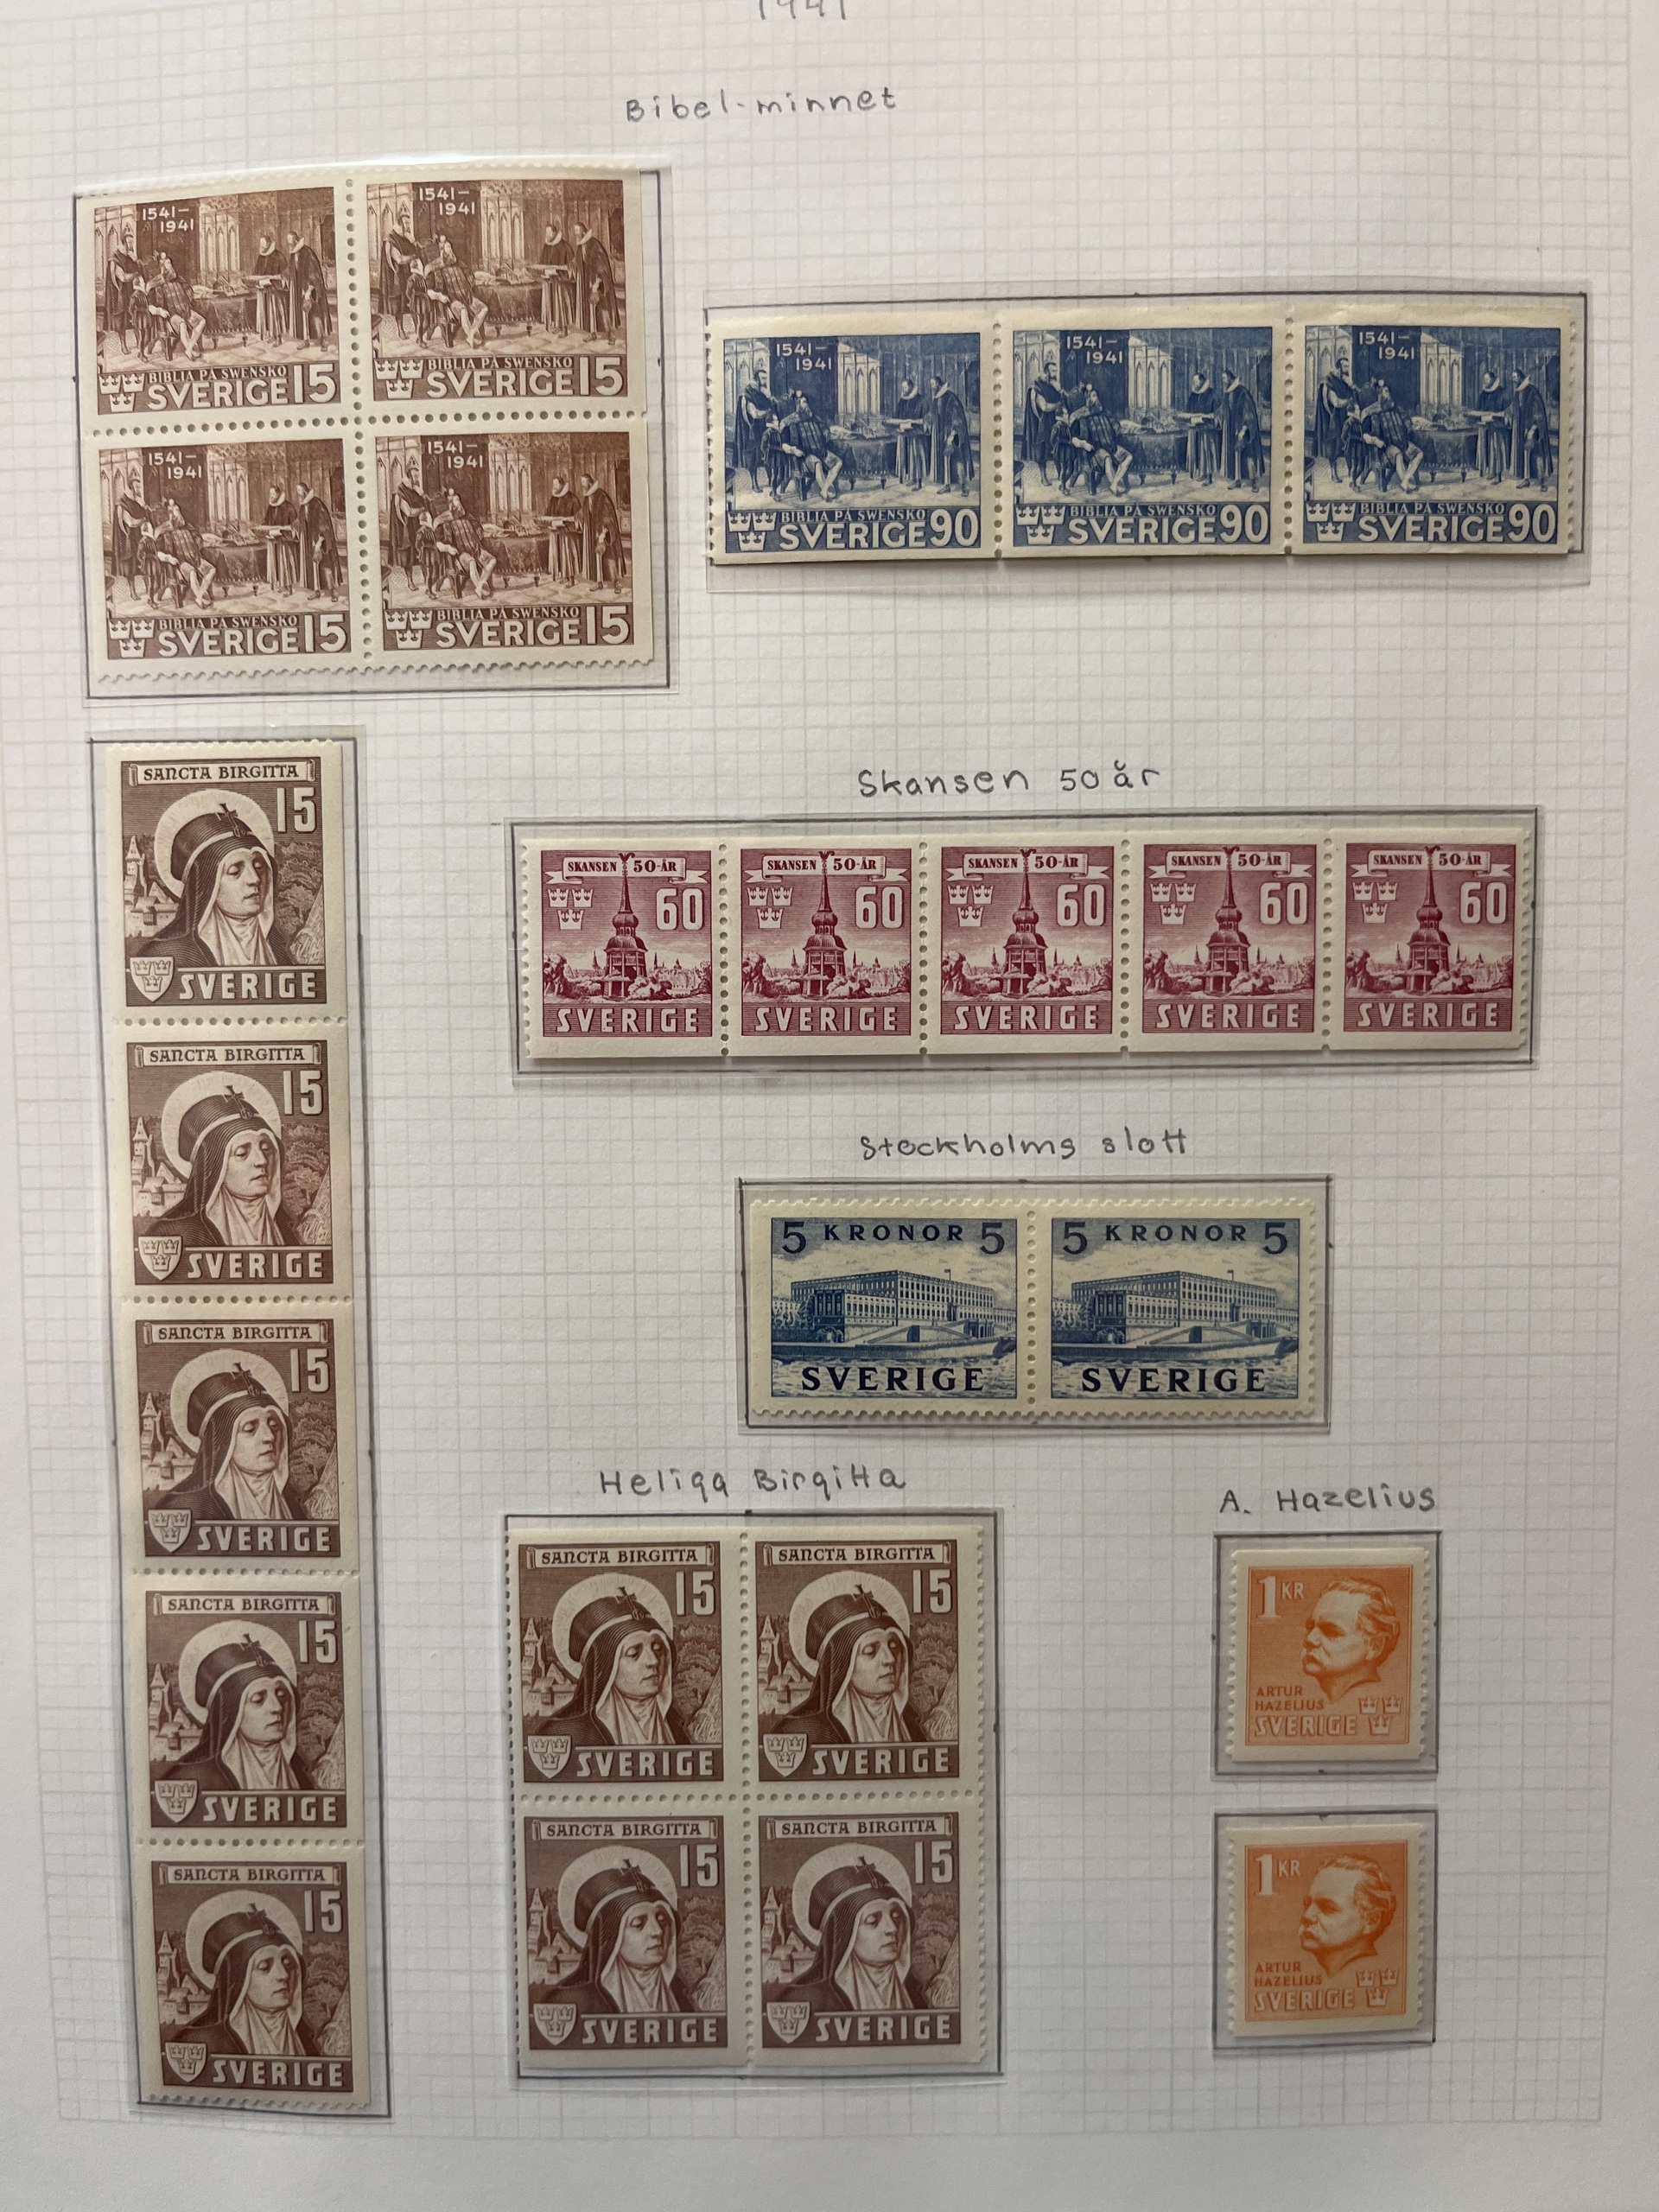 1941
Bibel-minnet
1541-
1941
BIBLIA PÅ SWENSKO
SVERIGE 15
1541-
1941
BIBLIA PÅ SWENSKO
SVERIGE 15
1541-
1941
BIBLIA PÅ SWENSKO
SVERIGE 15
1541-
1941
BIBLIA PÅ SWENSKO
SVERIGE 15
1541-
1941
BIBLIA PÅ SWENSKO
SVERIGE 90
1541-
1941
BIBLIA PÅ SWENSKO
SVERIGE 90
1541-
1941
BIBLIA PÅ SWENSKO
SVERIGE 90
SANCTA BIRGITTA
15
SVERIGE
SANCTA BIRGITTA
15
SVERIGE
SANCTA BIRGITTA
15
SVERIGE
SANCTA BIRGITTA
15
SVERIGE
SANCTA BIRGITTA
15
SVERIGE
Skansen 50 år
SKANSEN 50-ÅR
60
SVERIGE
SKANSEN 50-ÅR
60
SVERIGE
SKANSEN 50-ÅR
60
SVERIGE
SKANSEN 50-ÅR
60
SVERIGE
SKANSEN 50-ÅR
60
SVERIGE
Stockholms slott
5 KRONOR 5
SVERIGE
5 KRONOR 5
SVERIGE
Heliga Birgitta
SANCTA BIRGITTA
15
SVERIGE
SANCTA BIRGITTA
15
SVERIGE
SANCTA BIRGITTA
15
SVERIGE
SANCTA BIRGITTA
15
SVERIGE
A. Hazelius
1 KR
ARTUR
HAZELIUS
SVERIGE
1 KR
ARTUR
HAZELIUS
SVERIGE